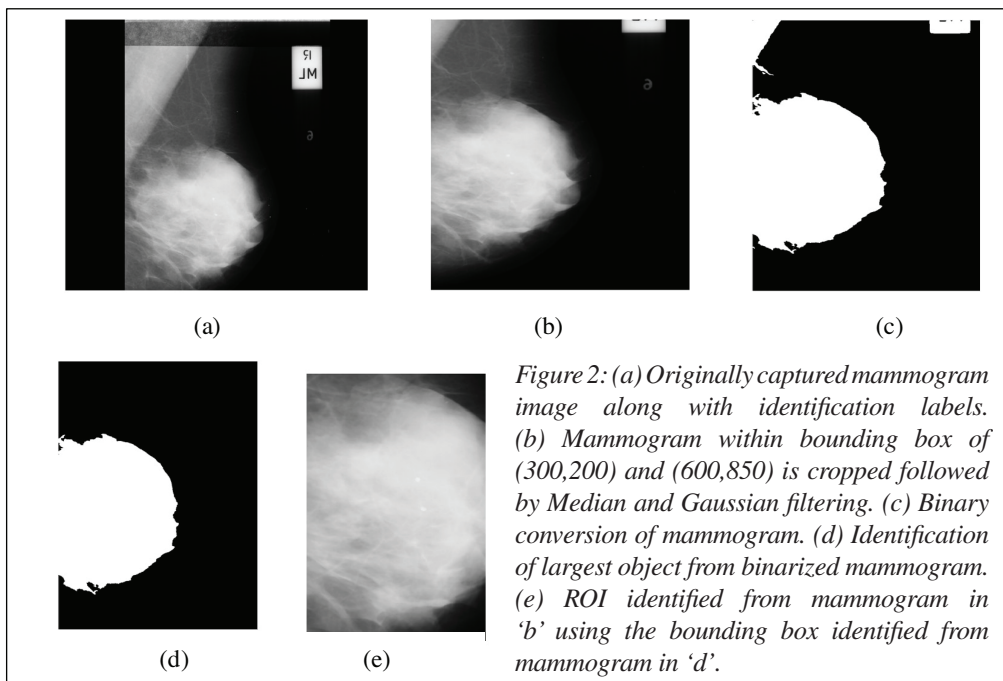 (a)
(b)
(c)
(d)
(e)
Figure 2: (a) Originally captured mammogram
image along with identification labels.
(b) Mammogram within bounding box of
(300,200) and (600,850) is cropped followed
by Median and Gaussian filtering. (c) Binary
conversion of mammogram. (d) Identification
of largest object from binarized mammogram.
(e) ROI identified from mammogram in
‘b’ using the bounding box identified from
mammogram in ‘d’.